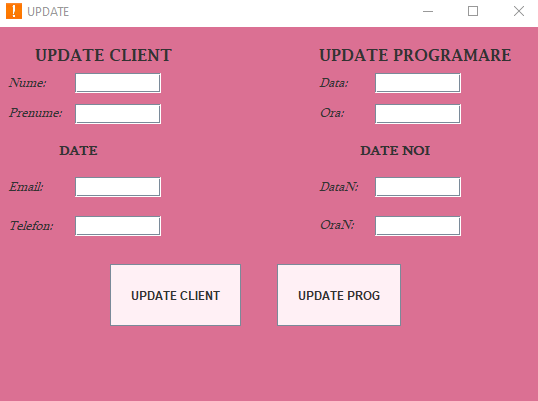 UPDATE
UPDATE CLIENT
Nume:
Prenume:
DATE
Email:
Telefon:
UPDATE PROGRAMARE
Data:
Ora:
DATE NOI
DataN:
OraN:
UPDATE CLIENT
UPDATE PROG